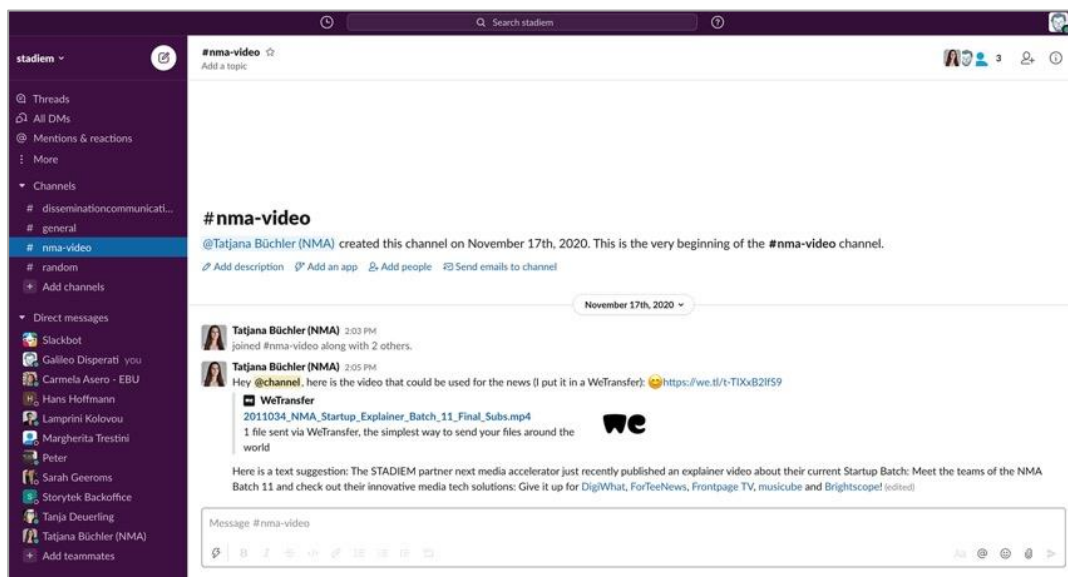 Search stadiem
stadiem
#nma-video
Add a topic
3
Threads
All DMs
Mentions & reactions
More
Channels
# disseminationcommunicati...
# general
# nma-video
# random
+ Add channels
Direct messages
Slackbot
Galileo Disperati you
Carmela Asero - EBU
Hans Hoffmann
Lamprini Kolovou
Margherita Trestini
Peter
Sarah Geeroms
Storytek Backoffice
Tanja Deuerling
Tatjana Büchler (NMA)
+ Add teammates
#nma-video
@Tatjana Büchler (NMA) created this channel on November 17th, 2020. This is the very beginning of the #nma-video channel.
Add description Add an app Add people Send emails to channel
November 17th, 2020
Tatjana Büchler (NMA) 2:03 PM
joined #nma-video along with 2 others.
Tatjana Büchler (NMA) 2:05 PM
Hey @channel, here is the video that could be used for the news (I put it in a WeTransfer): https://we.tl/t-TIXxB2lf59
WeTransfer
2011034_NMA_Startup_Explainer_Batch_11_Final_Subs.mp4
1 file sent via WeTransfer, the simplest way to send your files around the
world
we
Here is a text suggestion: The STADIEM partner next media accelerator just recently published an explainer video about their current Startup Batch: Meet the teams of the NMA
Batch 11 and check out their innovative media tech solutions: Give it up for DigiWhat, ForTeeNews, Frontpage TV, musicube and Brightscope! (edited)
Message #nma-video